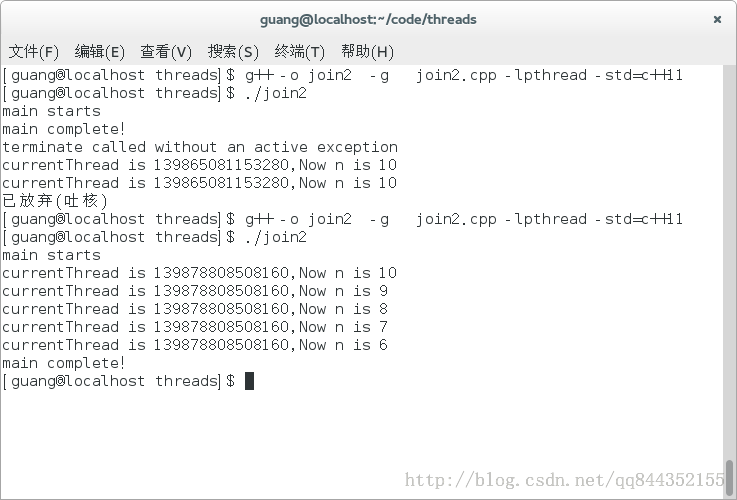 guang@localhost:~/code/threads
文件(F) 编辑(E) 查看(V) 搜索(S) 终端(T) 帮助(H)
[guang@localhost threads]$ g++ -o join2  -g   join2.cpp -lpthread -std=c++11
[guang@localhost threads]$ ./join2
main starts
main complete!
terminate called without an active exception
currentThread is 139865081153280,Now n is 10
currentThread is 139865081153280,Now n is 10
已放弃(吐核)
[guang@localhost threads]$ g++ -o join2  -g   join2.cpp -lpthread -std=c++11
[guang@localhost threads]$ ./join2
main starts
currentThread is 139878808508160,Now n is 10
currentThread is 139878808508160,Now n is 9
currentThread is 139878808508160,Now n is 8
currentThread is 139878808508160,Now n is 7
currentThread is 139878808508160,Now n is 6
main complete!
[guang@localhost threads]$
http://blog.csdn.net/qq844352155